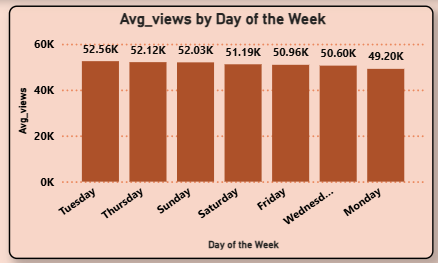 Avg_views by Day of the Week
60K
52.56K 52.12K 52.03K 51.19K 50.96K 50.60K 49.20K
40K
20K
0K
Avg_views
Tuesday Thursday Sunday Saturday Friday Wednesd... Monday
Day of the Week